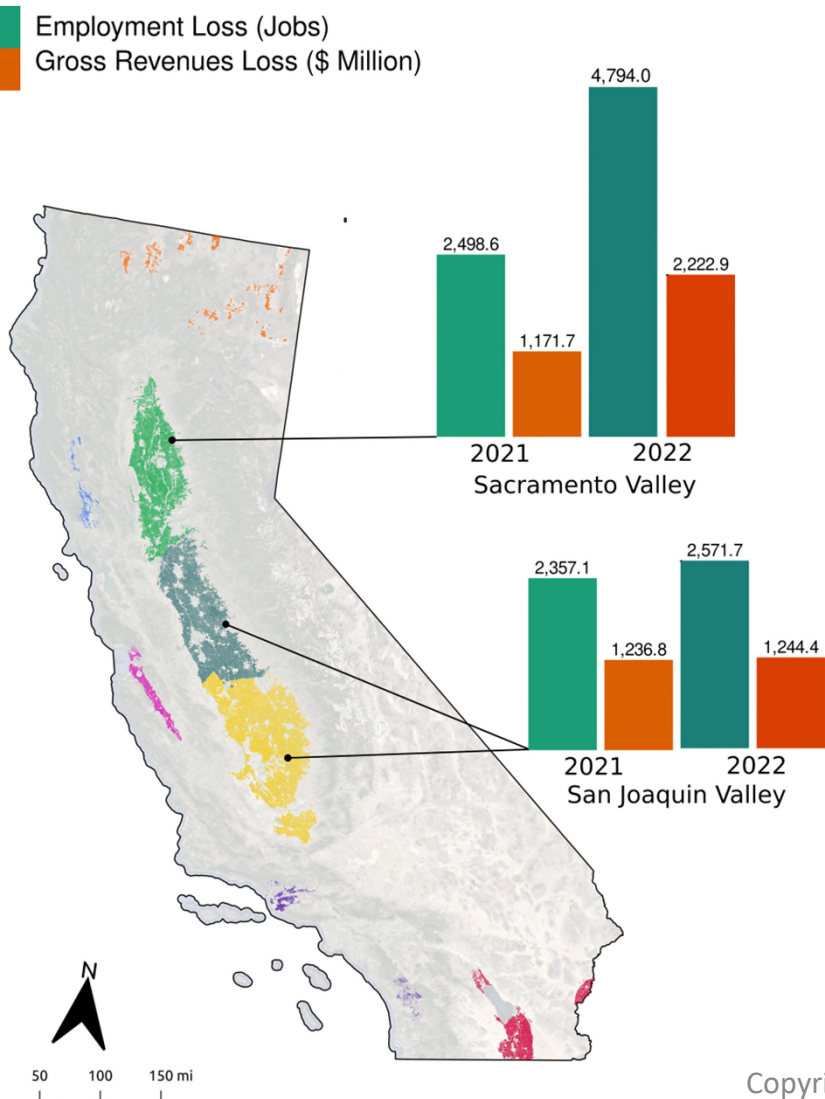 Employment Loss (Jobs)
Gross Revenues Loss ($ Million)
4,794.0
2,498.6
2,222.9
1,171.7
2021
2022
Sacramento Valley
2,571.7
2,357.1
1,236.8
1,244.4
2021
2022
San Joaquin Valley
N
50 100 150 mi
Copyri